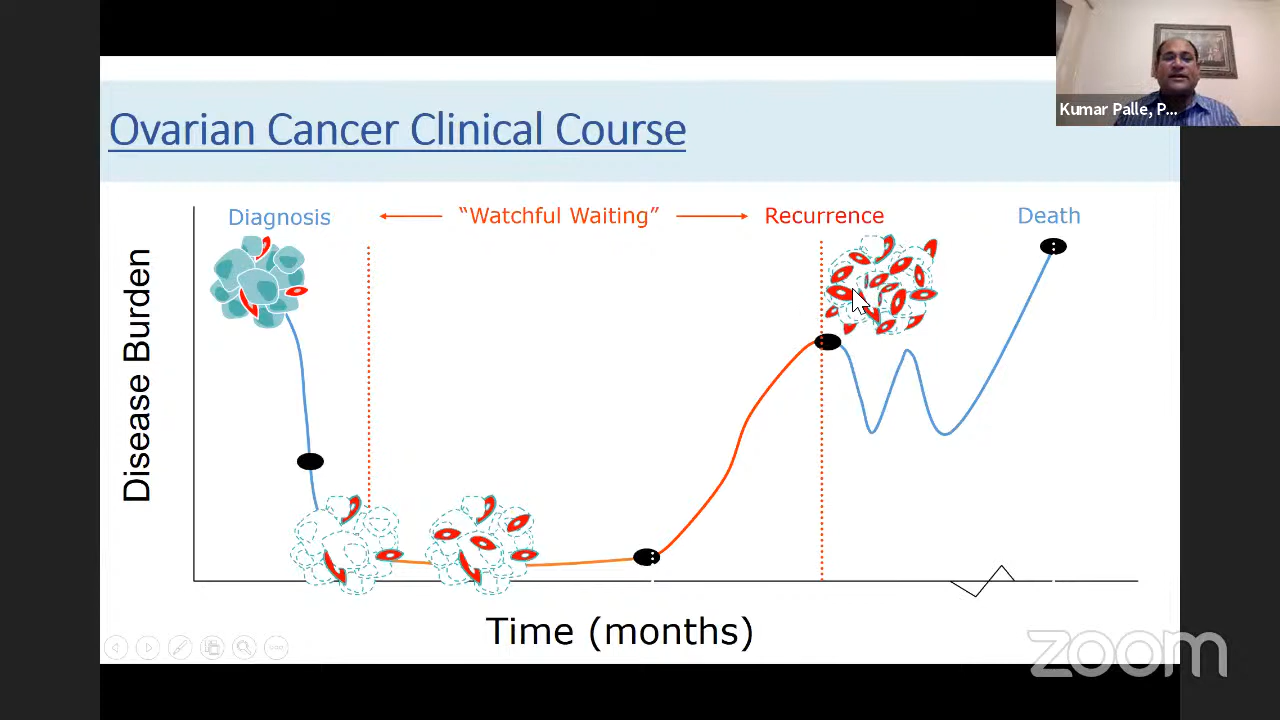 Kumar Palle, P...
Ovarian Cancer Clinical Course
Diagnosis
“Watchful Waiting”
Recurrence
Death
Disease Burden
Time (months)
zoom